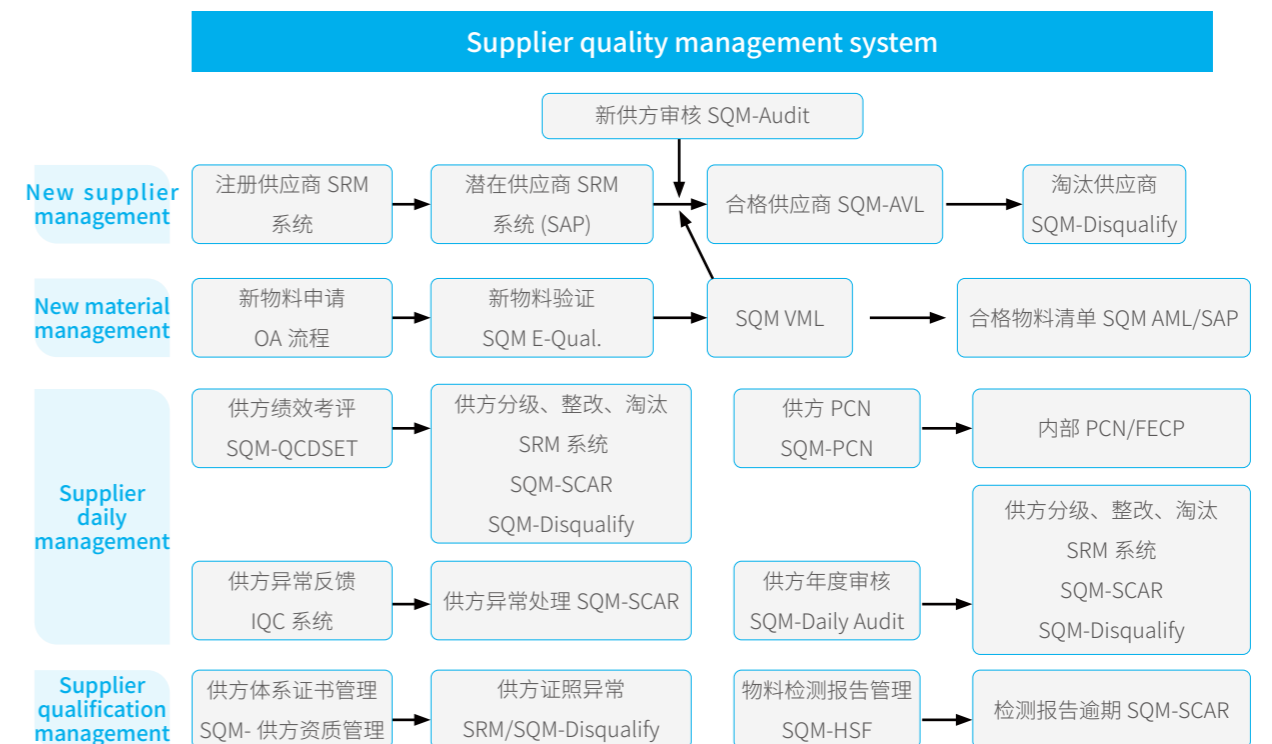 Supplier quality management system
新供方审核 SQM-Audit
New supplier
management
注册供应商 SRM
系统
潜在供应商 SRM
系统 (SAP)
合格供应商 SQM-AVL
淘汰供应商
SQM-Disqualify
New material
management
新物料申请
OA 流程
新物料验证
SQM E-Qual.
SQM VML
合格物料清单 SQM AML/SAP
Supplier
daily
management
供方绩效考评
SQM-QCDSET
供方分级、整改、淘汰
SRM 系统
SQM-SCAR
SQM-Disqualify
供方 PCN
SQM-PCN
内部 PCN/FECP
供方异常反馈
IQC 系统
供方异常处理 SQM-SCAR
供方年度审核
SQM-Daily Audit
供方分级、整改、淘汰
SRM 系统
SQM-SCAR
SQM-Disqualify
Supplier
qualification
management
供方体系证书管理
SQM- 供方资质管理
供方证照异常
SRM/SQM-Disqualify
物料检测报告管理
SQM-HSF
检测报告逾期 SQM-SCAR